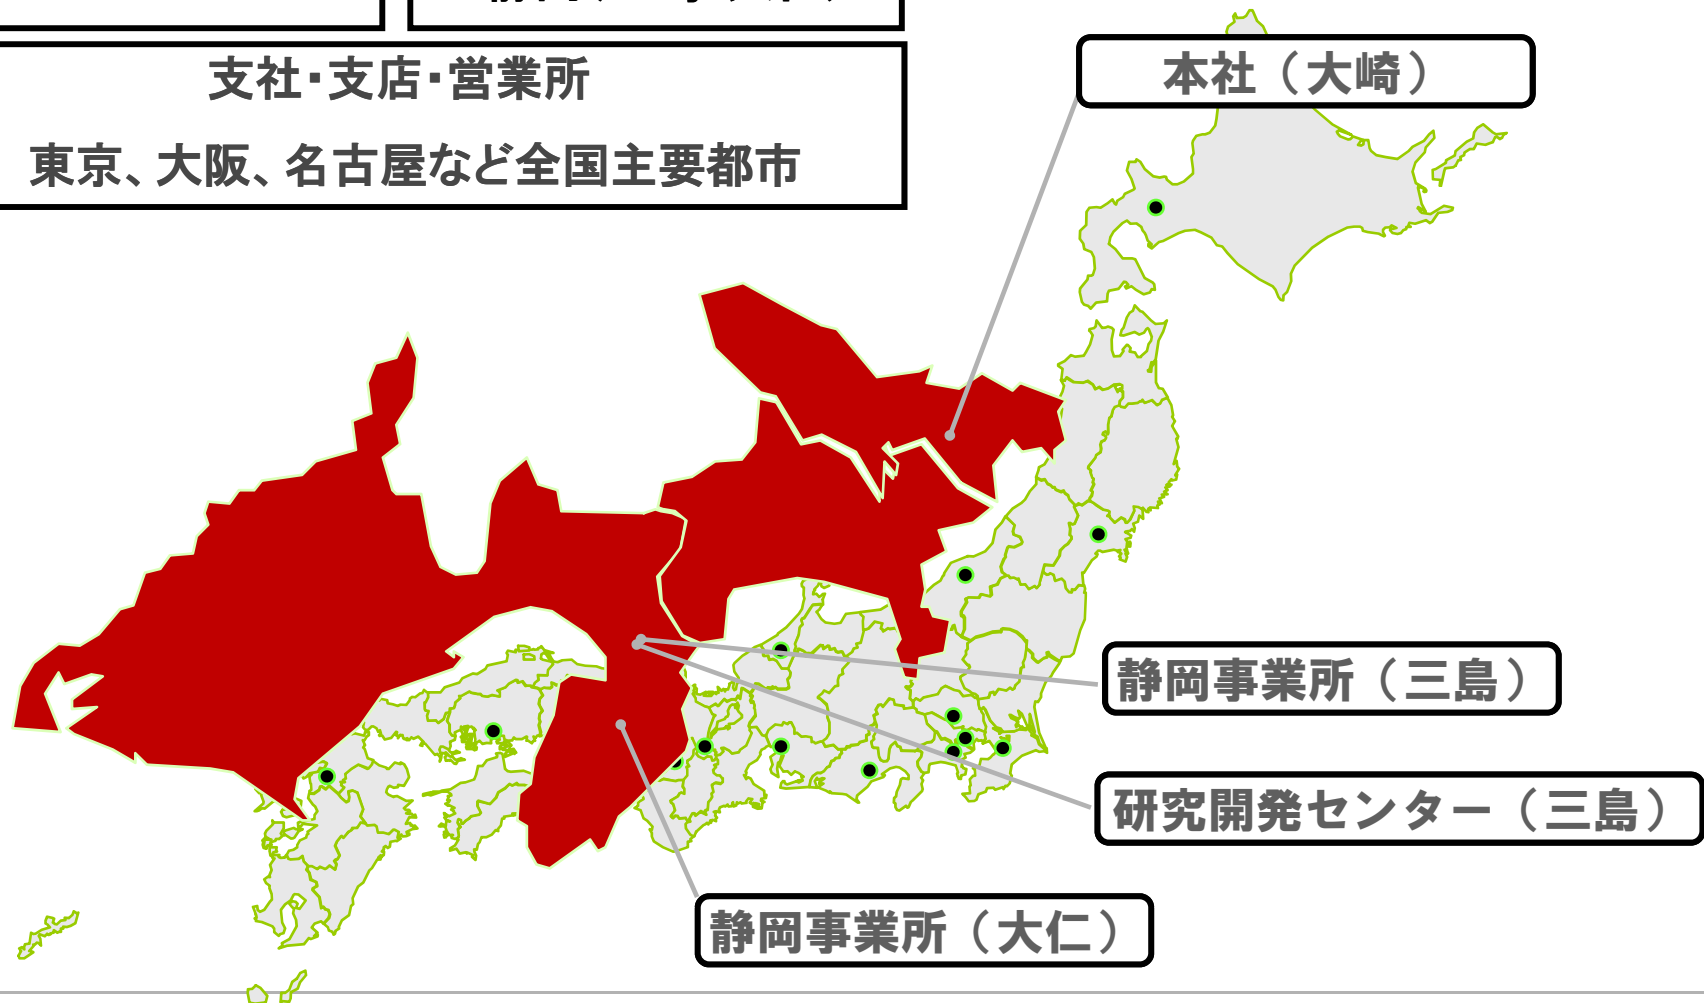 支社・支店・営業所
東京、大阪、名古屋など全国主要都市
本社（大崎）
静岡事業所（三島）
研究開発センター（三島）
静岡事業所（大仁）